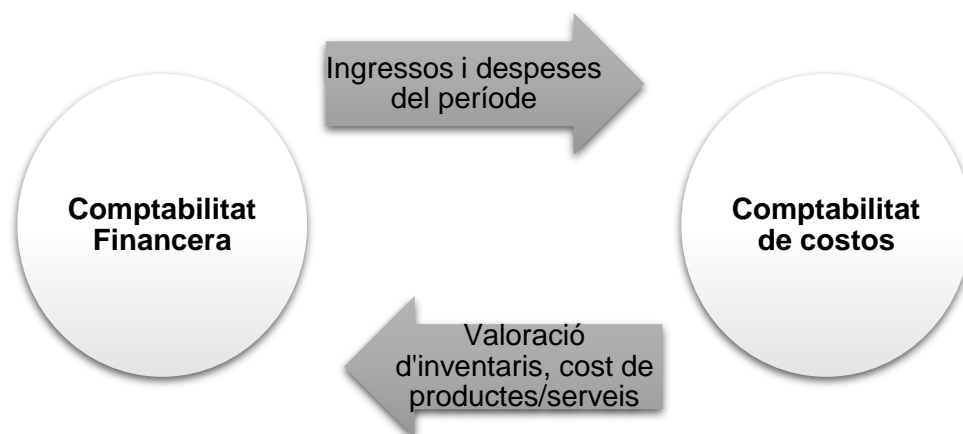 Ingressos i despeses
del període
Comptabilitat
Financera
Comptabilitat
de costos
Valoració
d'inventaris, cost de
productes/serveis